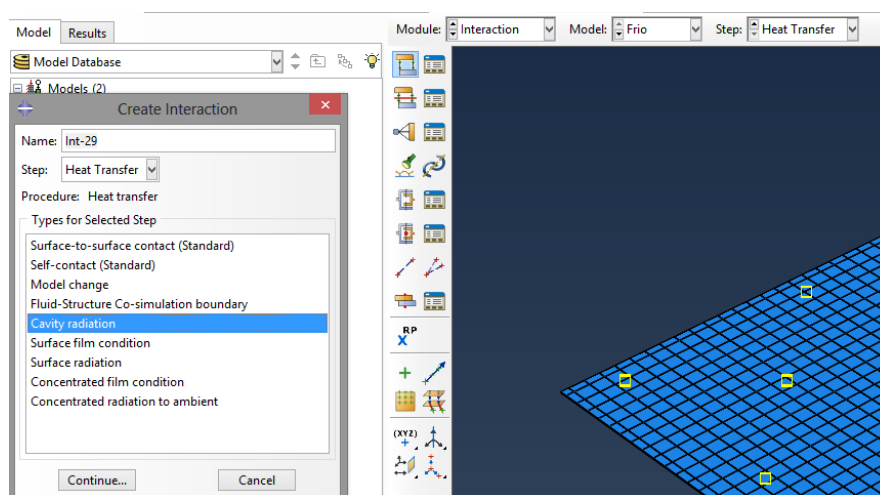 Model Results
Module: Interaction Model: Frio Step: Heat Transfer
Model Database
Models (2)
Create Interaction
Name: Int-29
Step: Heat Transfer
Procedure: Heat transfer
Types for Selected Step
Surface-to-surface contact (Standard)
Self-contact (Standard)
Model change
Fluid-Structure Co-simulation boundary
Cavity radiation
Surface film condition
Surface radiation
Concentrated film condition
Concentrated radiation to ambient
Continue... Cancel
RP
(XYZ)